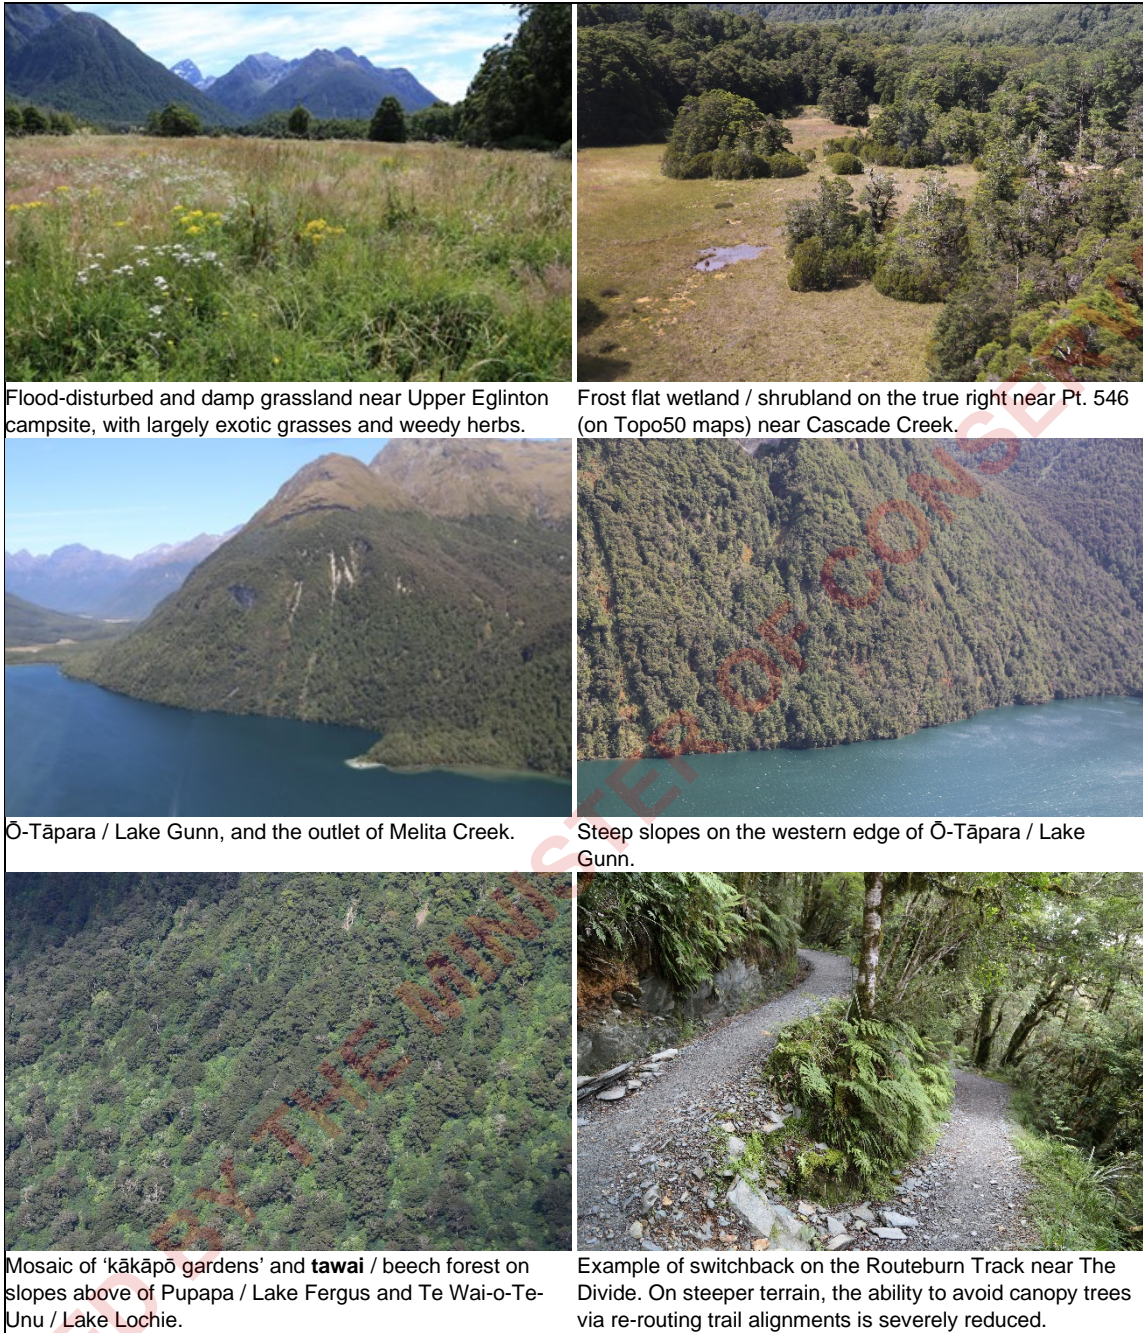 Flood-disturbed and damp grassland near Upper Eglinton
campsite, with largely exotic grasses and weedy herbs.
Frost flat wetland / shrubland on the true right near Pt. 546
(on Topo50 maps) near Cascade Creek.
Ō-Tāpara / Lake Gunn, and the outlet of Melita Creek.
Steep slopes on the western edge of Ō-Tāpara / Lake
Gunn.
Mosaic of ‘kākāpō gardens’ and tawai / beech forest on
slopes above of Pupapa / Lake Fergus and Te Wai-o-Te-
Unu / Lake Lochie.
Example of switchback on the Routeburn Track near The
Divide. On steeper terrain, the ability to avoid canopy trees
via re-routing trail alignments is severely reduced.
BY THE MINISTER OF